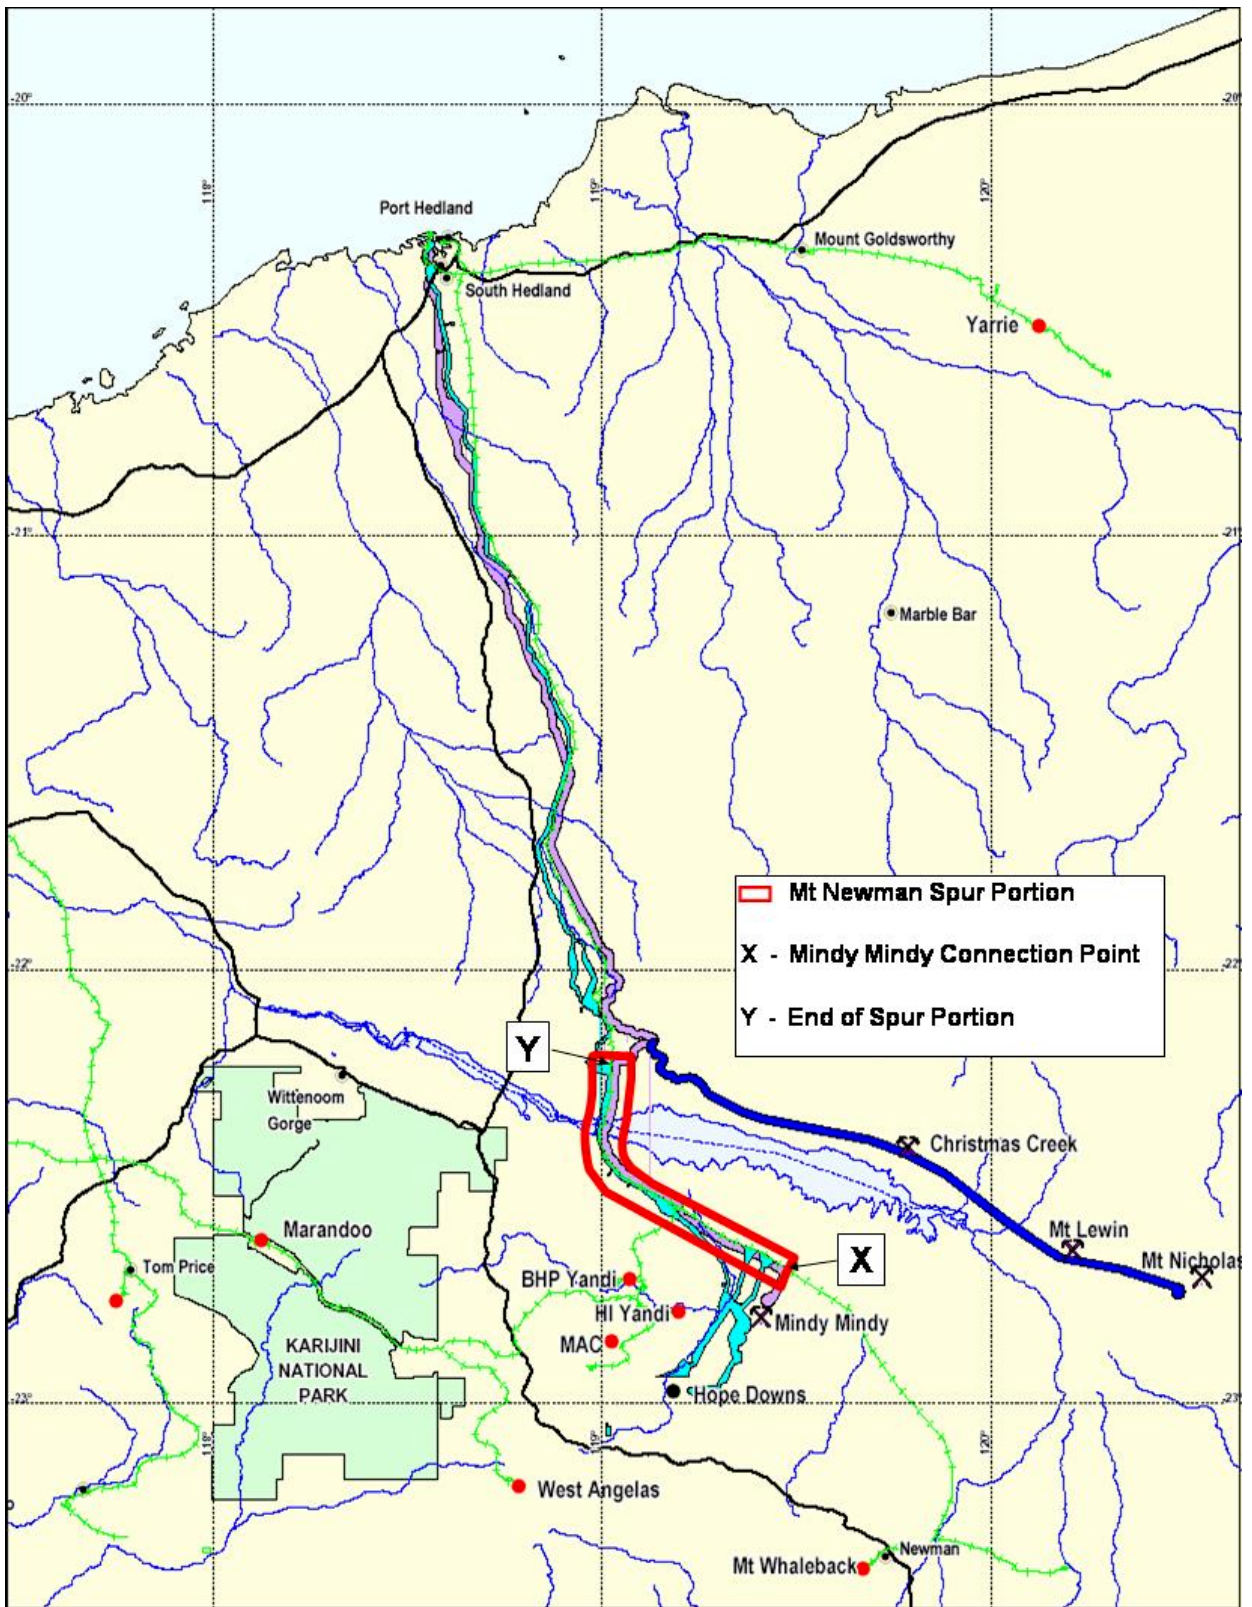 -20°
-20°
118°
119°
120°
Port Hedland
Mount Goldsworthy
South Hedland
Yarrie
-21°
-21°
Marble Bar
Mt Newman Spur Portion
X - Mindy Mindy Connection Point
Y - End of Spur Portion
-22°
-22°
Y
Wittenoom
Gorge
Christmas Creek
Marandoo
Mt Lewin
Mt Nicholas
X
Tom Price
BHP Yandi
HI Yandi
Mindy Mindy
MAC
KARIJINI
NATIONAL
PARK
Hope Downs
-23°
-23°
118°
119°
120°
West Angelas
Newman
Mt Whaleback